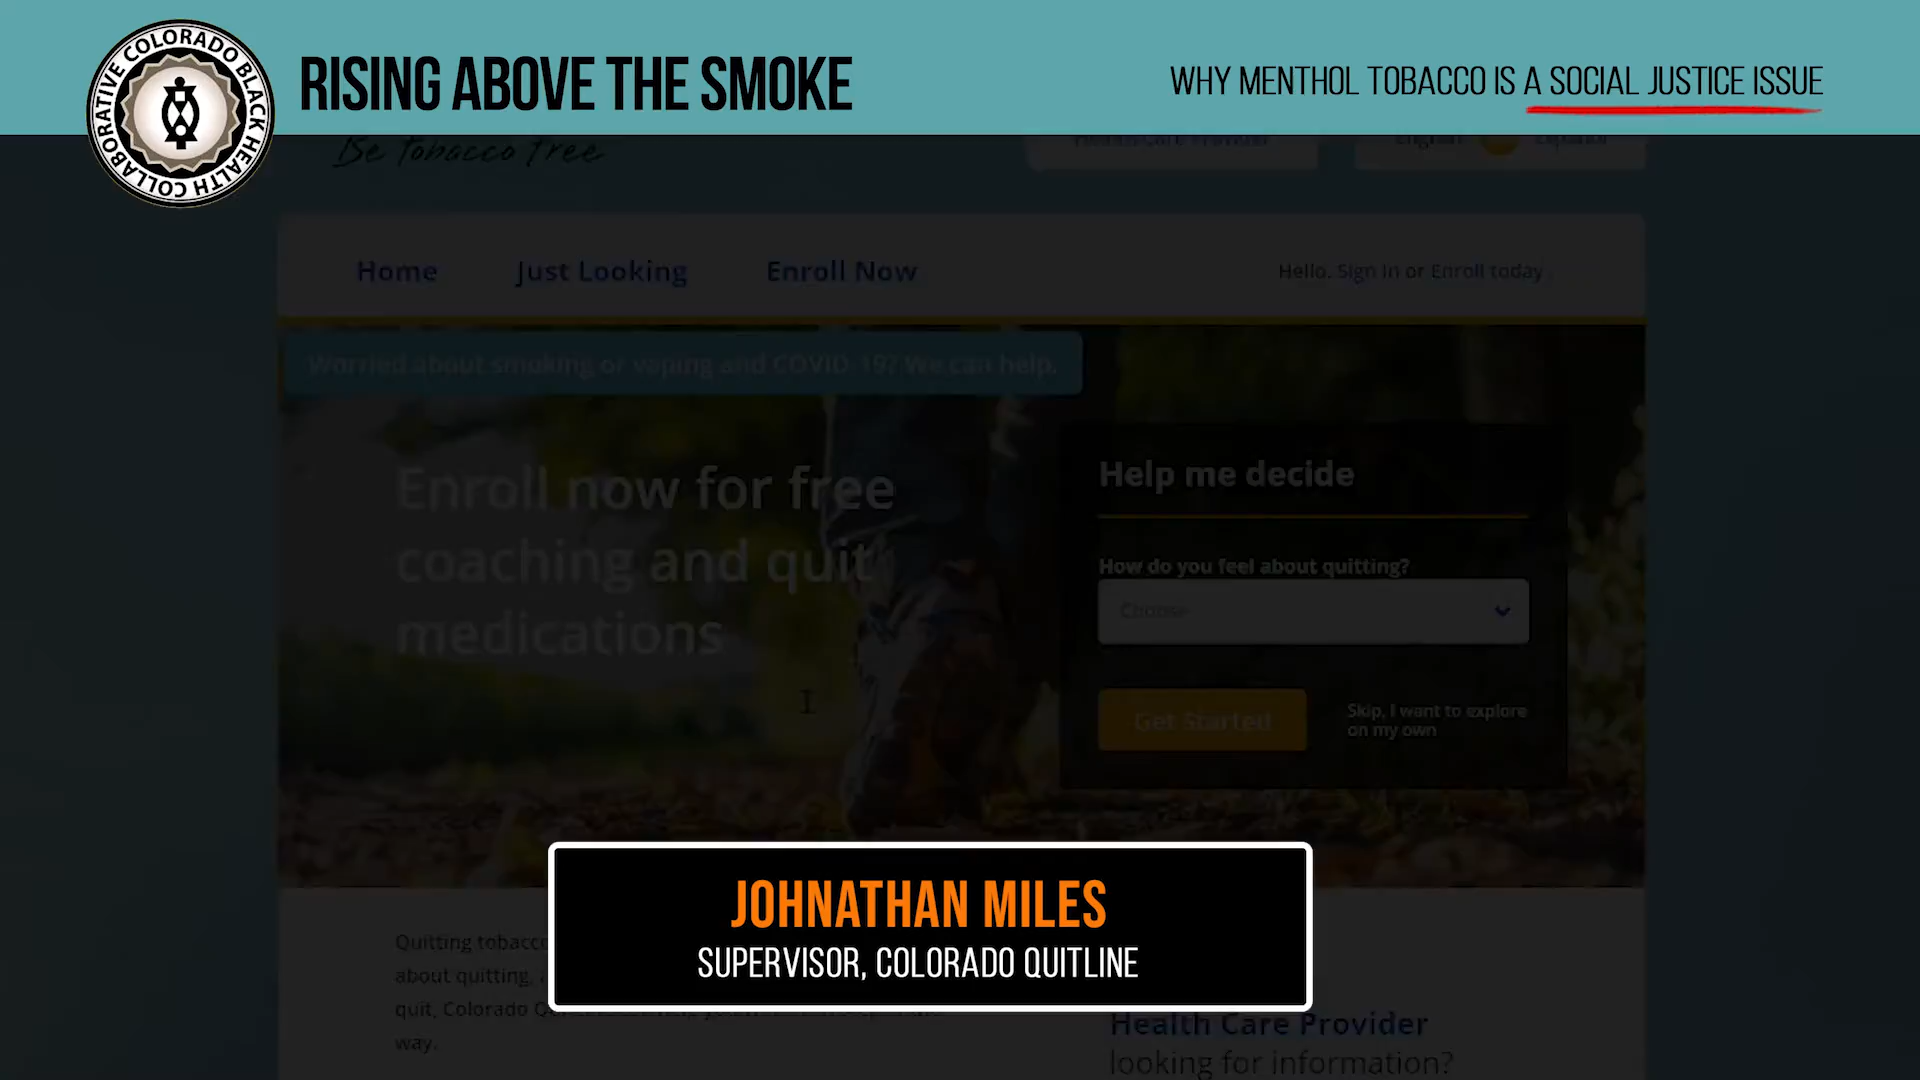 COLORADO BLACK HEALTH COLLABORATIVE
RISING ABOVE THE SMOKE
WHY MENTHOL TOBACCO IS A SOCIAL JUSTICE ISSUE
Be Tobacco Free
Healthcare Provider
English Español
Home Just Looking Enroll Now
Hello. Sign In or Enroll today
Worried about smoking or vaping and COVID-19? We can help.
Enroll now for free
coaching and quit
medications
Help me decide
How do you feel about quitting?
Choose
Get Started
Skip, I want to explore
on my own
JOHNATHAN MILES
SUPERVISOR, COLORADO QUITLINE
Quitting tobacco
about quitting,
quit, Colorado
way.
Health Care Provider
looking for information?